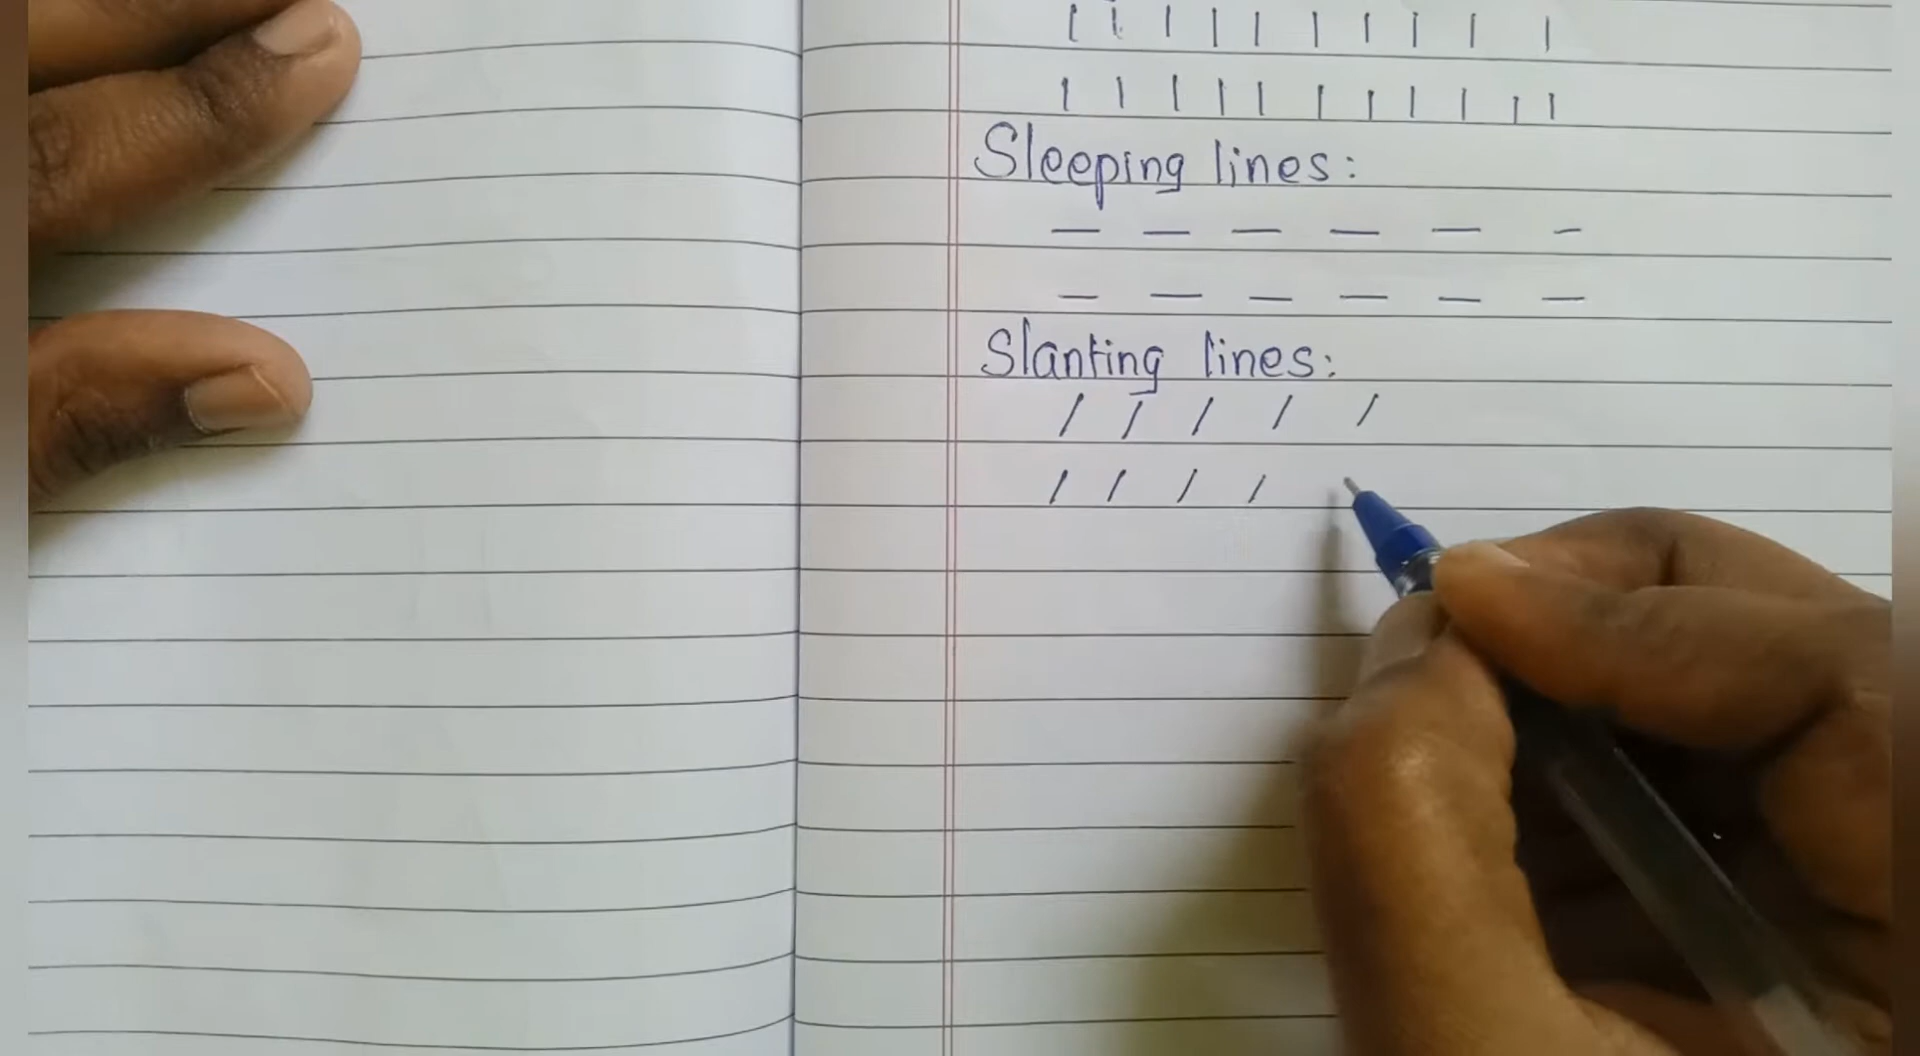 | | | | | | | | | |
| | | | | | | | | | |
Sleeping lines:
— — — — — —
— — — — — —
Slanting lines:
/ / / / /
/ / / /